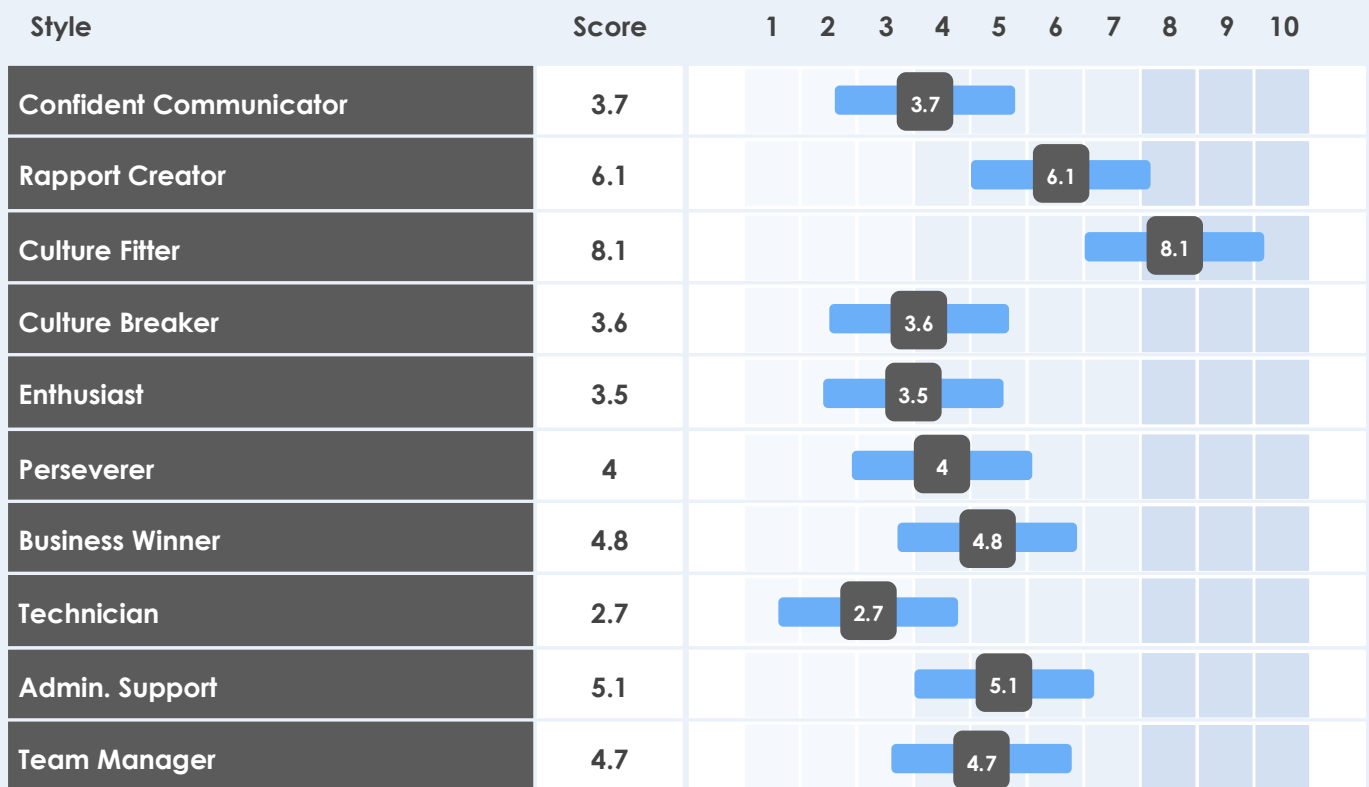 Style Score 1 2 3 4 5 6 7 8 9 10
Confident Communicator 3.7 3.7
Rapport Creator 6.1 6.1
Culture Fitter 8.1 8.1
Culture Breaker 3.6 3.6
Enthusiast 3.5 3.5
Perseverer 4 4
Business Winner 4.8 4.8
Technician 2.7 2.7
Admin. Support 5.1 5.1
Team Manager 4.7 4.7